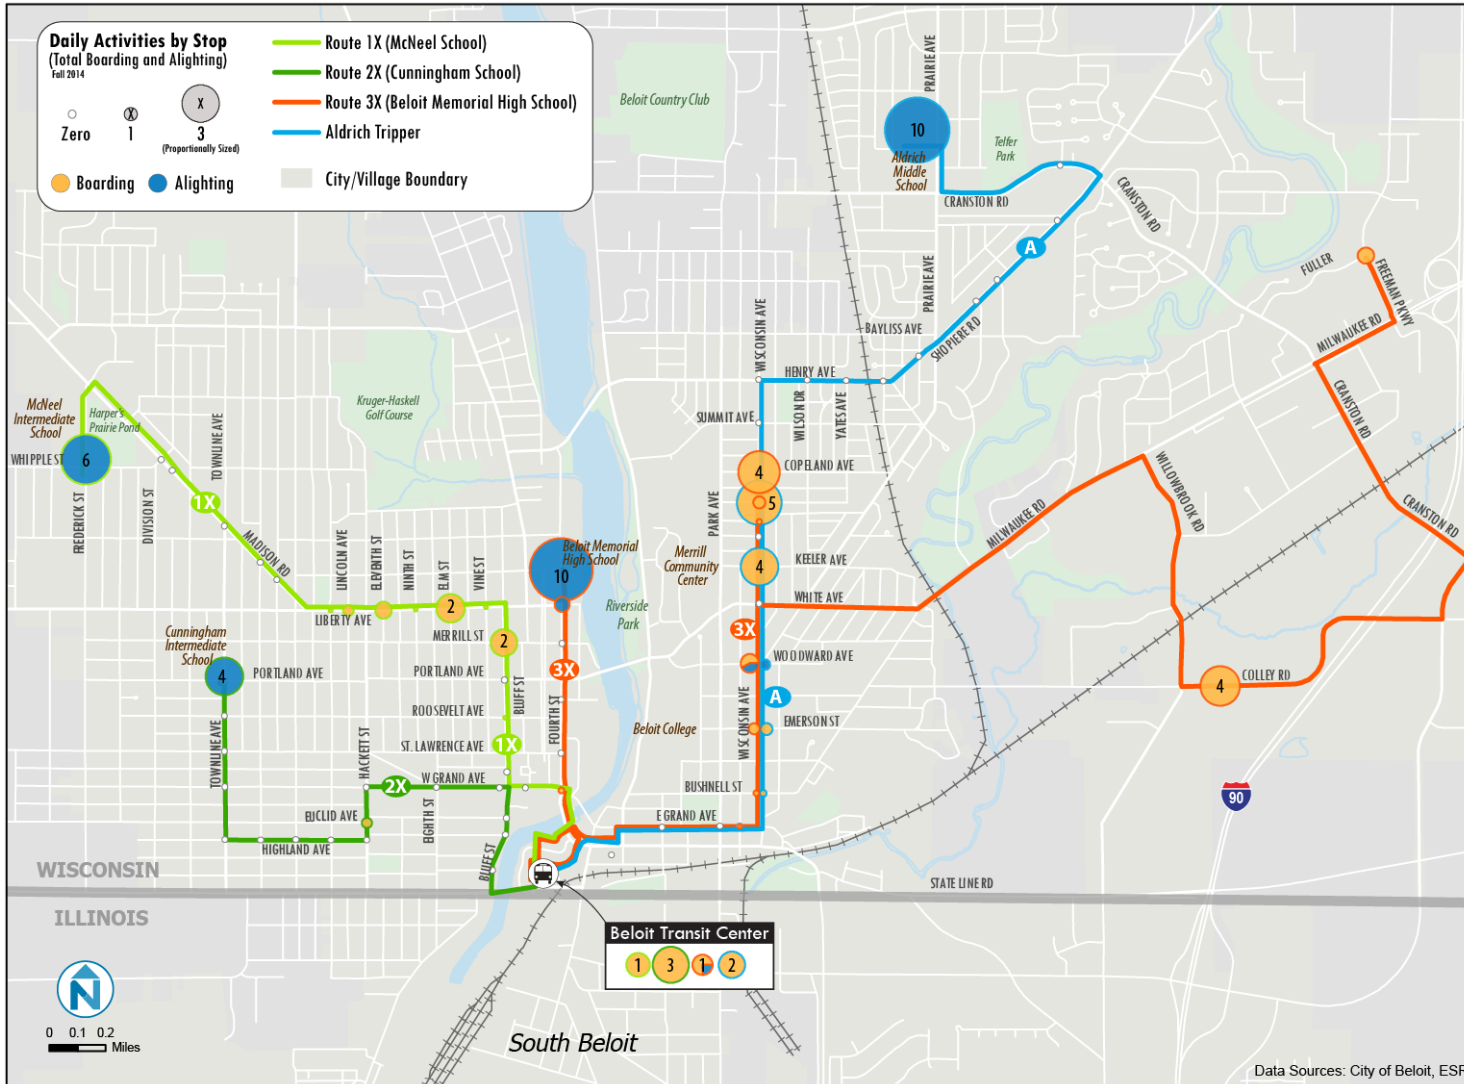 Daily Activities by Stop
(Total Boarding and Alighting)
Fall 2014
X
X
Zero
1
3
(Proportionally Sized)
Boarding
Alighting
Route 1X (McNeel School)
Route 2X (Cunningham School)
Route 3X (Beloit Memorial High School)
Aldrich Tripper
City/Village Boundary
Beloit Country Club
PRAIRIE AVE
10
Telfer
Park
Aldrich
Middle
School
CRANSTON RD
CRANSTON RD
A
PRAIRIE AVE
FULLER
FREEMAN PKWY
MILWAUKEE RD
BAYLISS AVE
SHOPIERE RD
WISCONSIN AVE
HENRY AVE
WILSON DR
YATES AVE
SUMMIT AVE
CRANSTON RD
McNeel
Intermediate
School
Harper's
Prairie Pond
Kruger-Haskell
Golf Course
TOWNLINE AVE
WHIPPLE ST
6
1X
FREDERICK ST
DIVISION ST
MADISON RD
4
COPELAND AVE
5
PARK AVE
WILLOWBROOK RD
MILWAUKEE RD
CRANSTON RD
LINCOLN AVE
ELEVENTH ST
NINTH ST
ELM ST
VINE ST
Beloit Memorial
High School
10
Merrill
Community
Center
4
KEELER AVE
WHITE AVE
2
LIBERTY AVE
Riverside
Park
MERRILL ST
2
3X
Cunningham
Intermediate
School
4
PORTLAND AVE
PORTLAND AVE
3X
WOODWARD AVE
4
COLLEY RD
BLUFF ST
FOURTH ST
ROOSEVELT AVE
A
WISCONSIN AVE
EMERSON ST
Beloit College
TOWNLINE AVE
HACKETT ST
ST. LAWRENCE AVE
1X
W GRAND AVE
2X
BUSHNELL ST
90
EUCLID AVE
EIGHTH ST
E GRAND AVE
HIGHLAND AVE
BLUFF ST
WISCONSIN
STATE LINE RD
ILLINOIS
Beloit Transit Center
1
3
1
2
N
0 0.1 0.2
Miles
South Beloit
Data Sources: City of Beloit, ESR